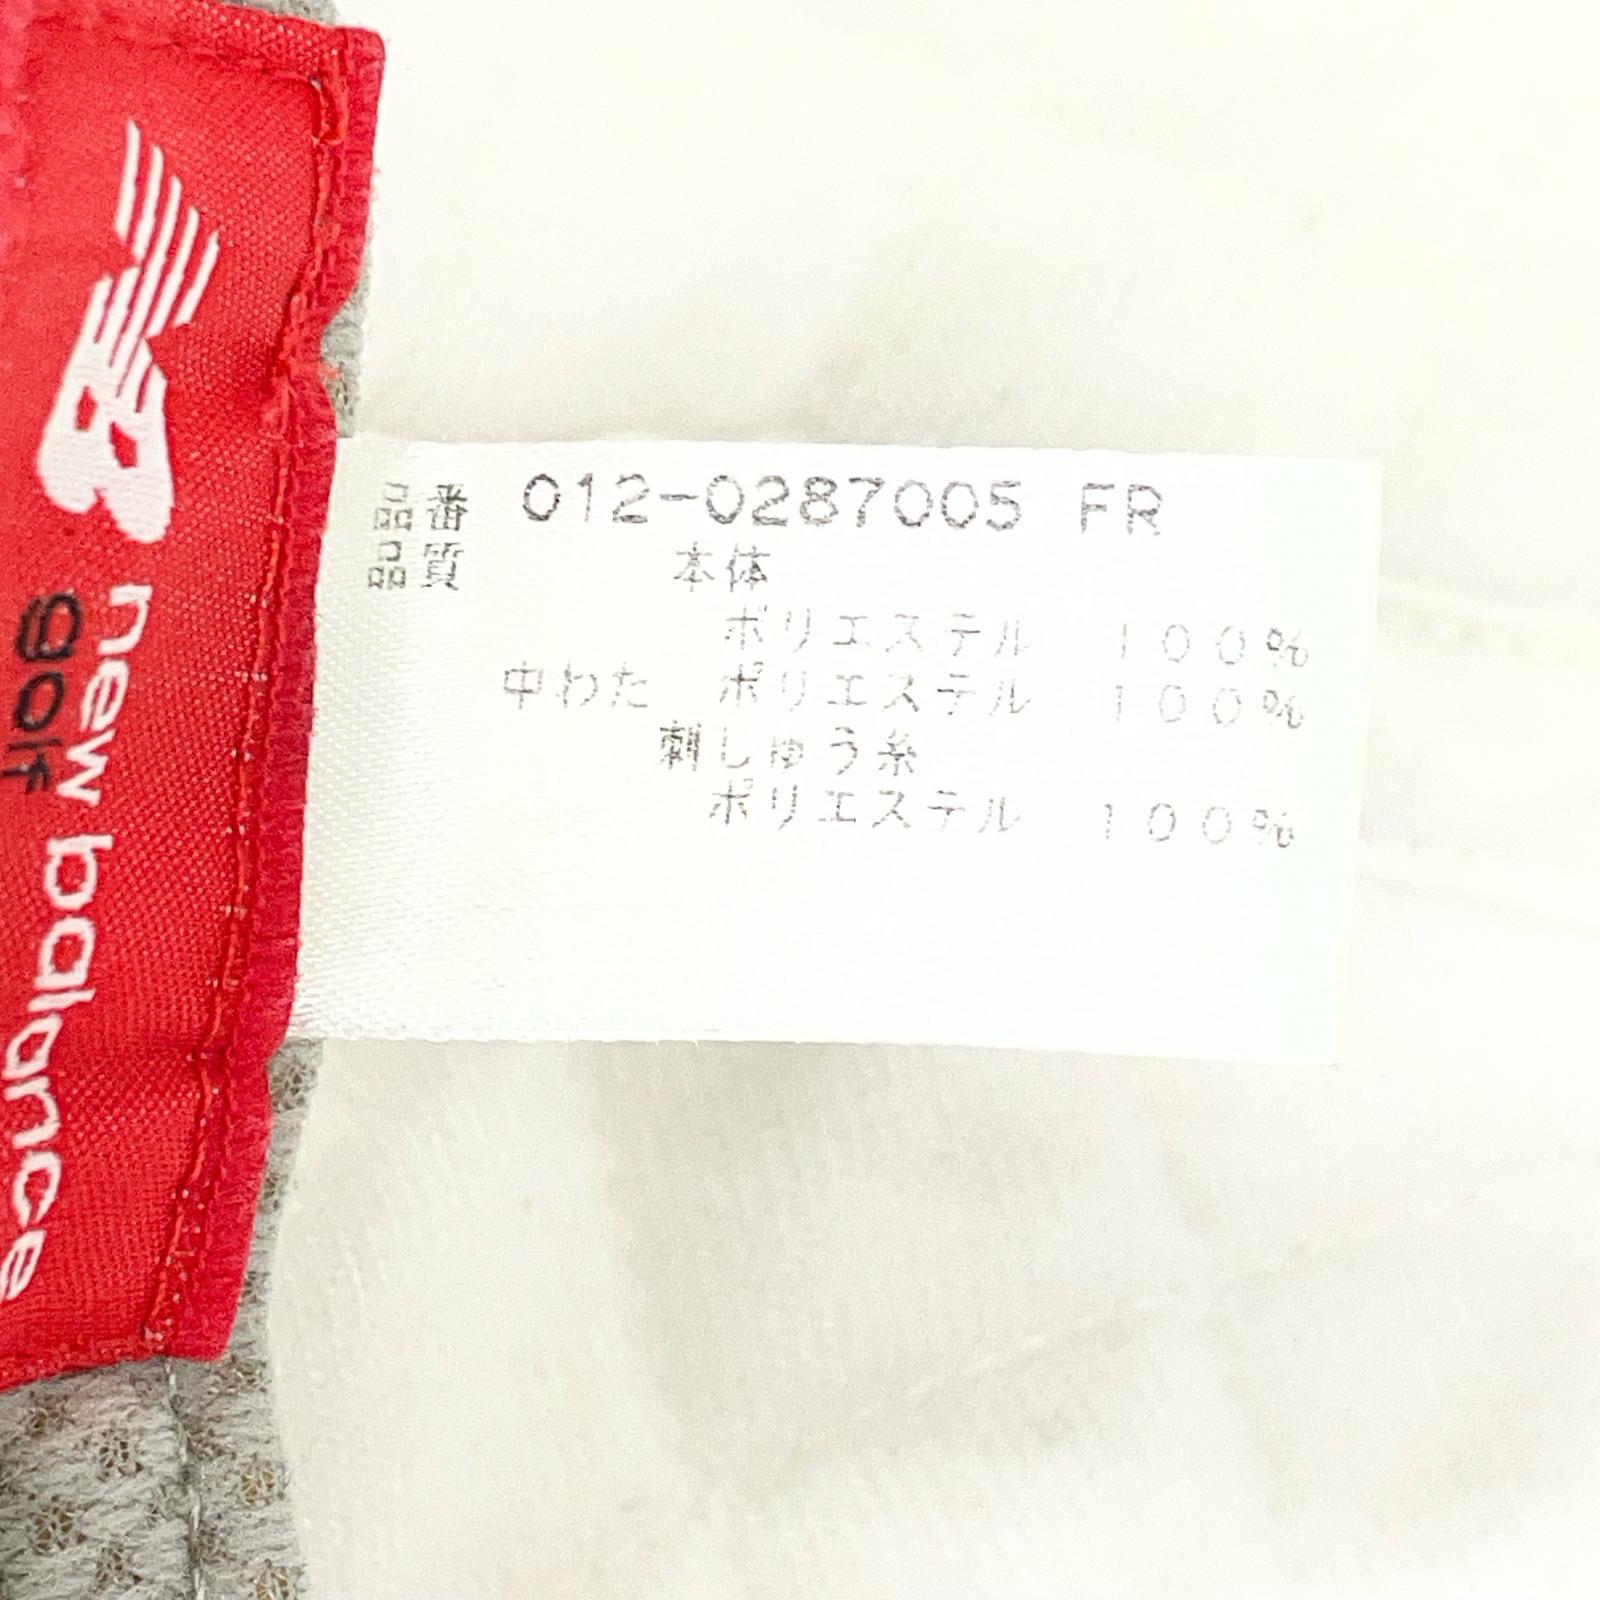 new balance
golf
品番 012-0287005 FR
品質 本体
ポリエステル 100%
中わた ポリエステル 100%
刺しゅう糸
ポリエステル 100%